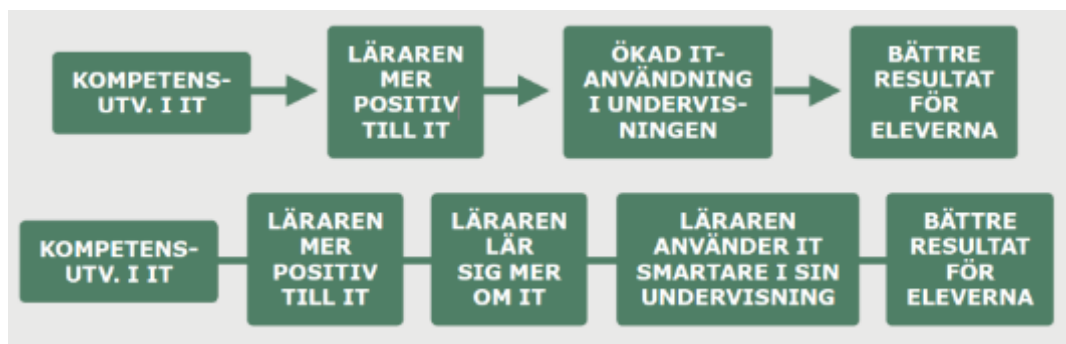 KOMPETENS-
UTV. I IT
LÄRAREN
MER
POSITIV
TILL IT
ÖKAD IT-
ANVÄNDNING
I UNDERVIS-
NINGEN
BÄTTRE
RESULTAT
FÖR
ELEVERNA
KOMPETENS-
UTV. I IT
LÄRAREN
MER
POSITIV
TILL IT
LÄRAREN
LÄR
SIG MER
OM IT
LÄRAREN
ANVÄNDER IT
SMARTARE I SIN
UNDERVISNING
BÄTTRE
RESULTAT
FÖR
ELEVERNA